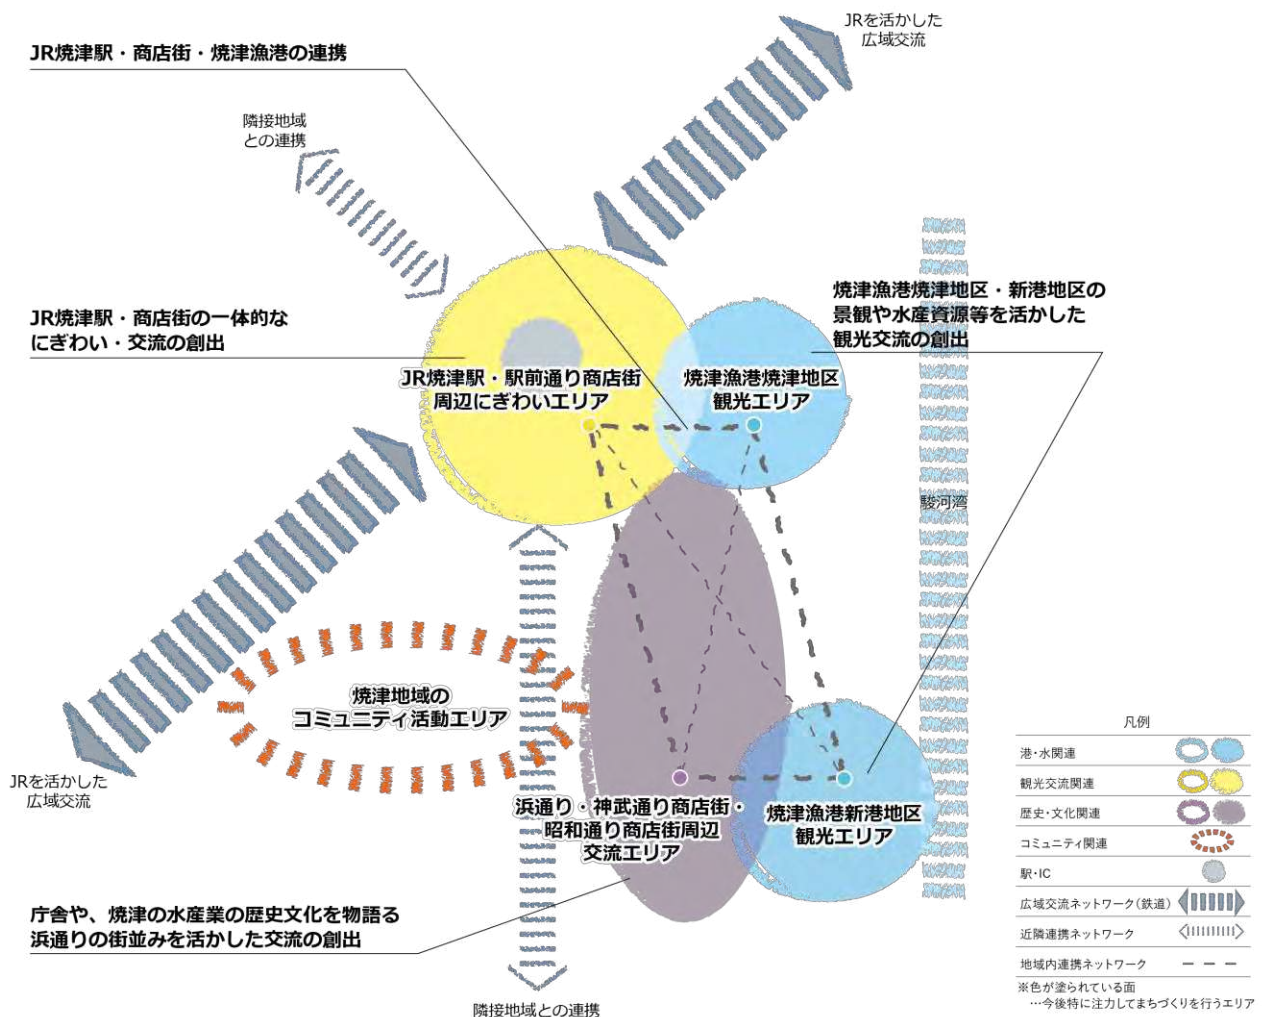 JRを活かした
広域交流
JR焼津駅・商店街・焼津漁港の連携
隣接地域
との連携
焼津漁港焼津地区・新港地区の
景観や水産資源等を活かした
観光交流の創出
JR焼津駅・商店街の一体的な
にぎわい・交流の創出
JR焼津駅・駅前通り商店街
周辺にぎわいエリア
焼津漁港焼津地区
観光エリア
駿河湾
焼津地域の
コミュニティ活動エリア
JRを活かした
広域交流
浜通り・神武通り商店街・
昭和通り商店街周辺
交流エリア
焼津漁港新港地区
観光エリア
庁舎や、焼津の水産業の歴史文化を物語る
浜通りの街並みを活かした交流の創出
隣接地域との連携
凡例
港・水関連
観光交流関連
歴史・文化関連
コミュニティ関連
駅・IC
広域交流ネットワーク(鉄道)
近隣連携ネットワーク
地域内連携ネットワーク
※色が塗られている面
…今後特に注力してまちづくりを行うエリア